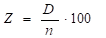 Z = D/n · 100